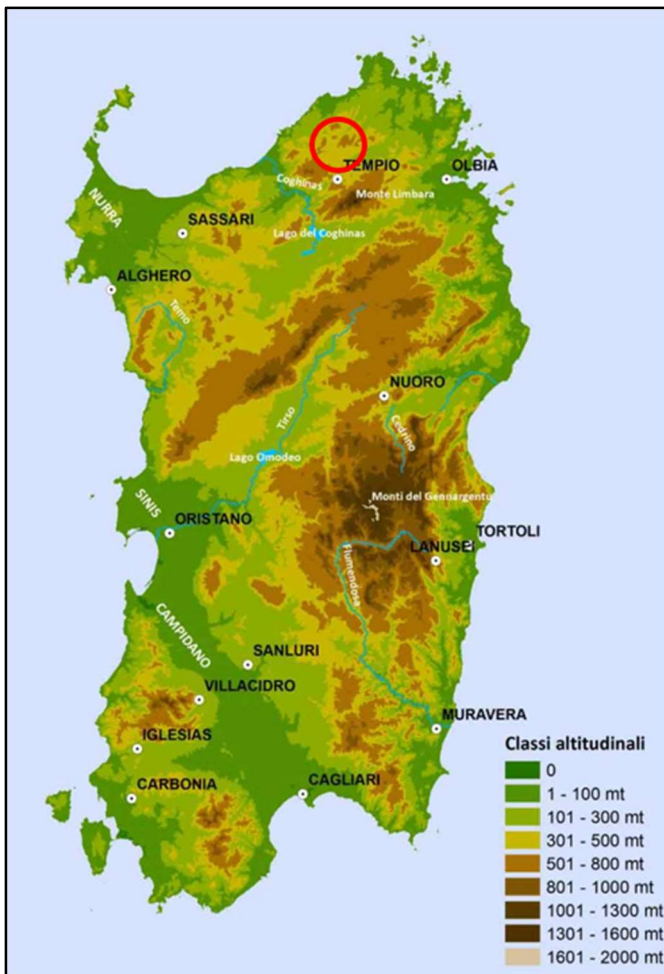 TEMPIO
OLBIA
Coghinas
Monte Limbara
NURRA
SASSARI
Lago del Coghinas
ALGHERO
Temo
NUORO
Tirso
Cedrino
Lago Omodeo
Monti del Gennargentu
SINIS
ORISTANO
TORTOLI
LANUSEI
Flumendosa
CAMPIDANO
SANLURI
VILLACIDRO
MURAVERA
IGLESIAS
Classi altitudinali
0
CARBONIA
CAGLIARI
1 - 100 mt
101 - 300 mt
301 - 500 mt
501 - 800 mt
801 - 1000 mt
1001 - 1300 mt
1301 - 1600 mt
1601 - 2000 mt